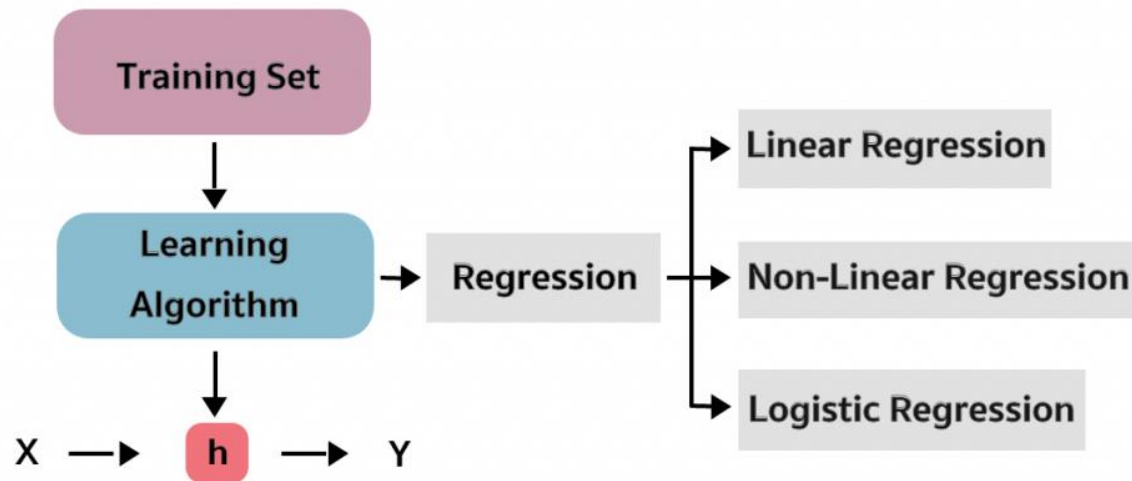 Training Set
Learning
Algorithm
Regression
Linear Regression
Non-Linear Regression
Logistic Regression
X
h
Y